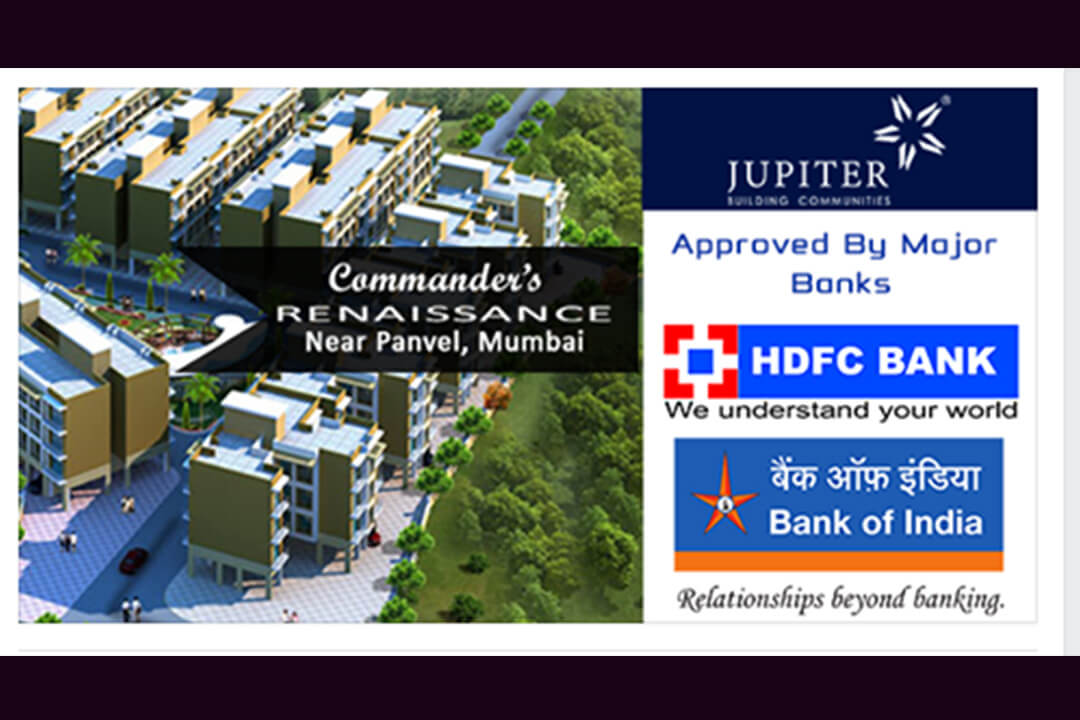 Commander's
RENAISSANCE
Near Panvel, Mumbai
JUPITER
BUILDING COMMUNITIES
Approved By Major
Banks
HDFC BANK
We understand your world
बैंक ऑफ़ इंडिया
Bank of India
Relationships beyond banking.